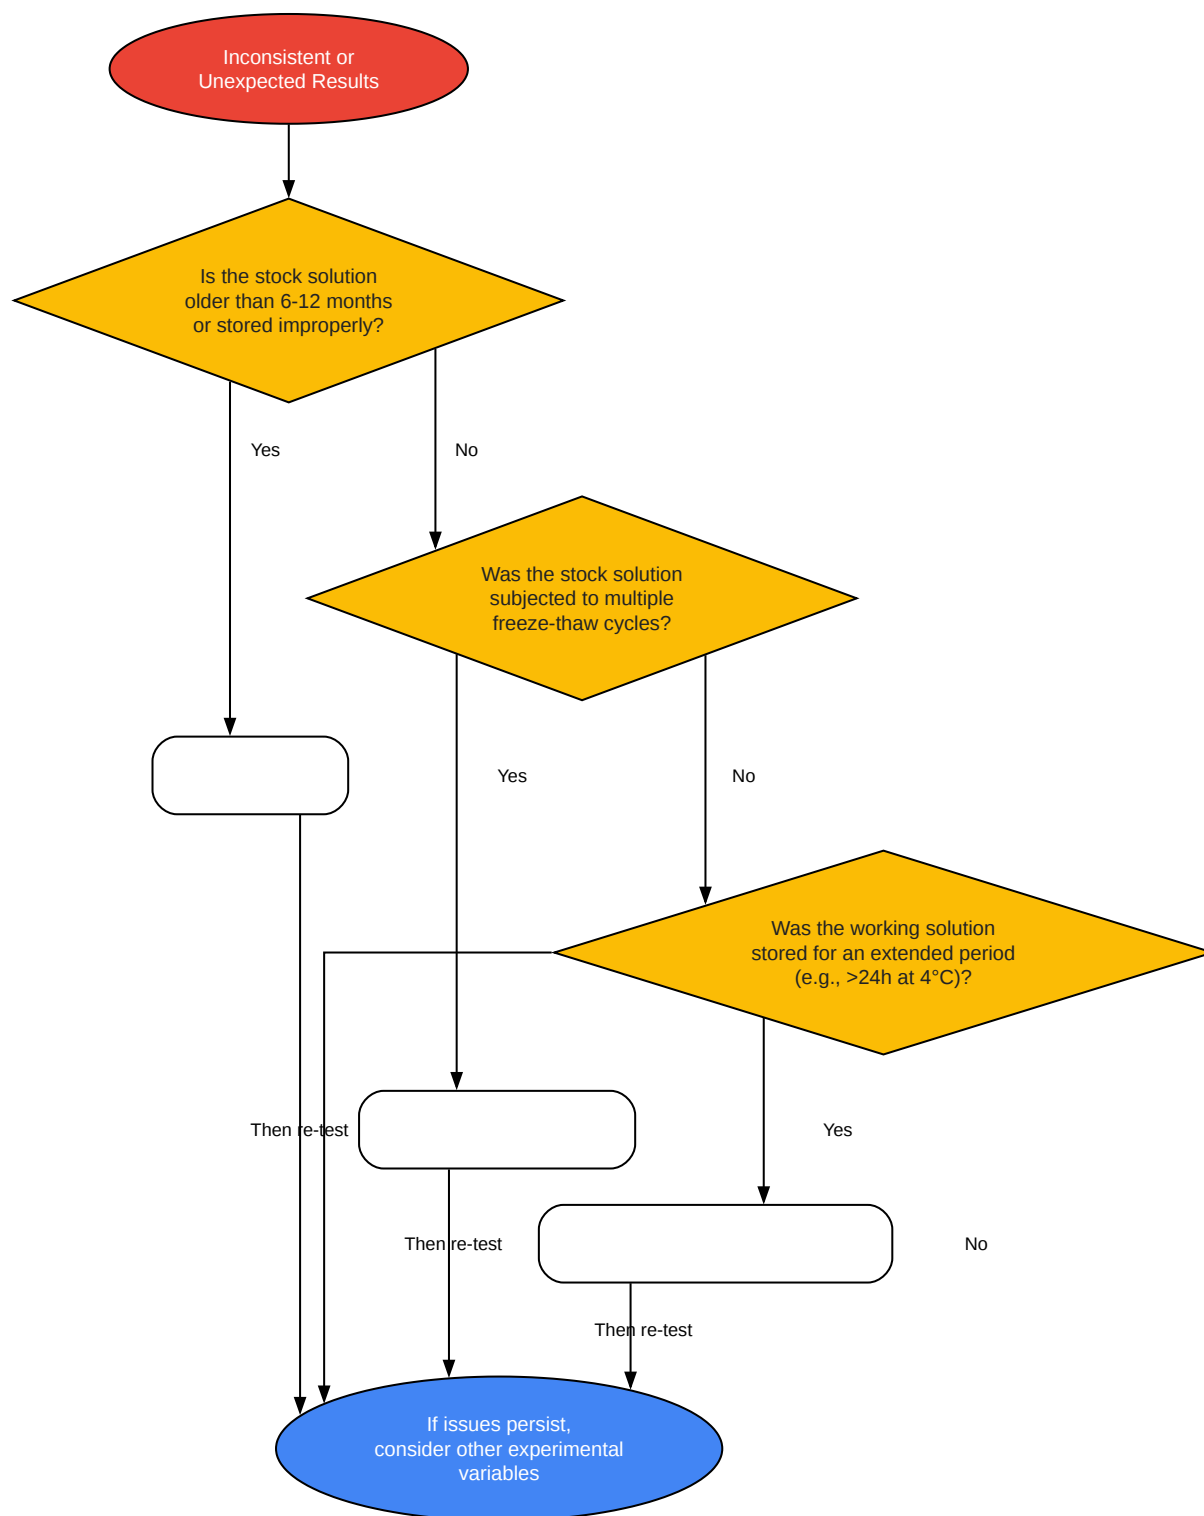 Inconsistent or
Unexpected Results
Is the stock solution
older than 6-12 months
or stored improperly?
Yes
No
Was the stock solution
subjected to multiple
freeze-thaw cycles?
Yes
No
Was the working solution
stored for an extended period
(e.g., >24h at 4°C)?
Then re-test
Yes
Then re-test
No
Then re-test
If issues persist,
consider other experimental
variables